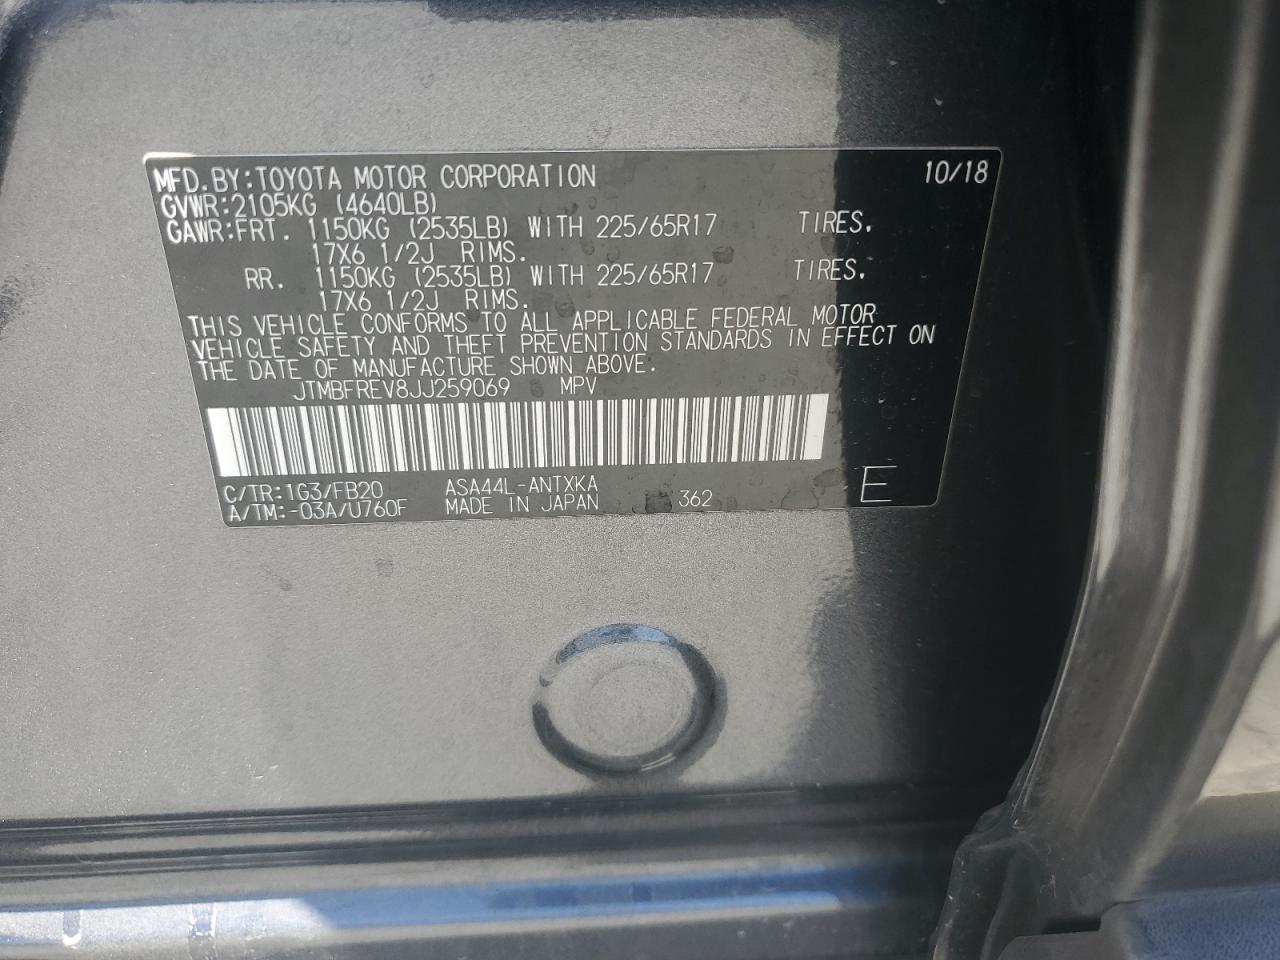 MFD.BY:TOYOTA MOTOR CORPORATION 10/18
GVWR:2105KG (4640LB)
GAWR:FRT. 1150KG (2535LB) WITH 225/65R17 TIRES.
17X6 1/2J RIMS.
RR. 1150KG (2535LB) WITH 225/65R17 TIRES.
17X6 1/2J RIMS.
THIS VEHICLE CONFORMS TO ALL APPLICABLE FEDERAL MOTOR
VEHICLE SAFETY AND THEFT PREVENTION STANDARDS IN EFFECT ON
THE DATE OF MANUFACTURE SHOWN ABOVE.
JTMBFREV8JJ259069 MPV
C/TR:1G3/FB20 ASA44L-ANTXKA
A/TM:-03A/U760F MADE IN JAPAN 362 E